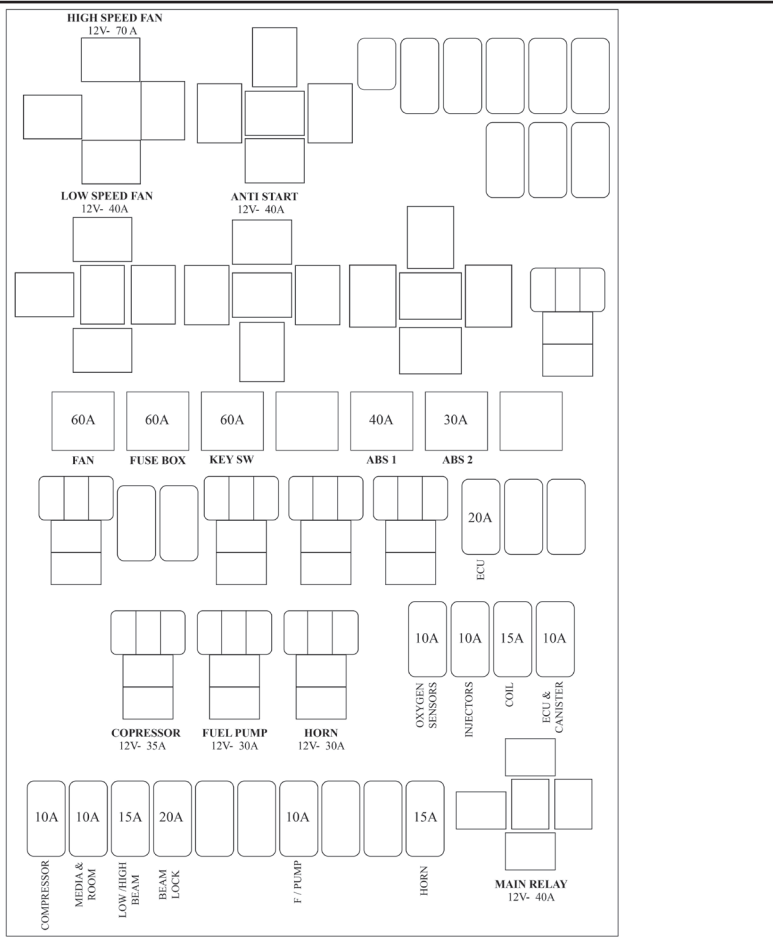 HIGH SPEED FAN
12V- 70 A
LOW SPEED FAN
12V- 40A
ANTI START
12V- 40A
60A
60A
60A
40A
30A
FAN
FUSE BOX
KEY SW
ABS 1
ABS 2
20A
ECU
10A
10A
15A
10A
OXYGEN
SENSORS
INJECTORS
COIL
ECU &
CANISTER
COPRESSOR
12V- 35A
FUEL PUMP
12V- 30A
HORN
12V- 30A
10A
10A
15A
20A
10A
15A
COMPRESSOR
MEDIA &
ROOM
LOW /HIGH
BEAM
BEAM
LOCK
F / PUMP
HORN
MAIN RELAY
12V- 40A